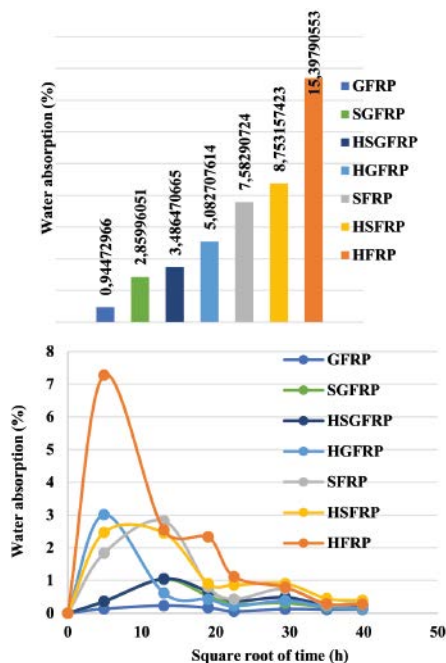 Water absorption (%)
0,94472966
2,85996051
3,486470665
5,082707614
7,58290724
8,753157423
15,39790553
GFRP
SGFRP
HSGFRP
HGFRP
SFRP
HSFRP
HFRP
Water absorption (%)
8
7
6
5
4
3
2
1
0
GFRP
SGFRP
HSGFRP
HGFRP
SFRP
HSFRP
HFRP
0 10 20 30 40 50
Square root of time (h)